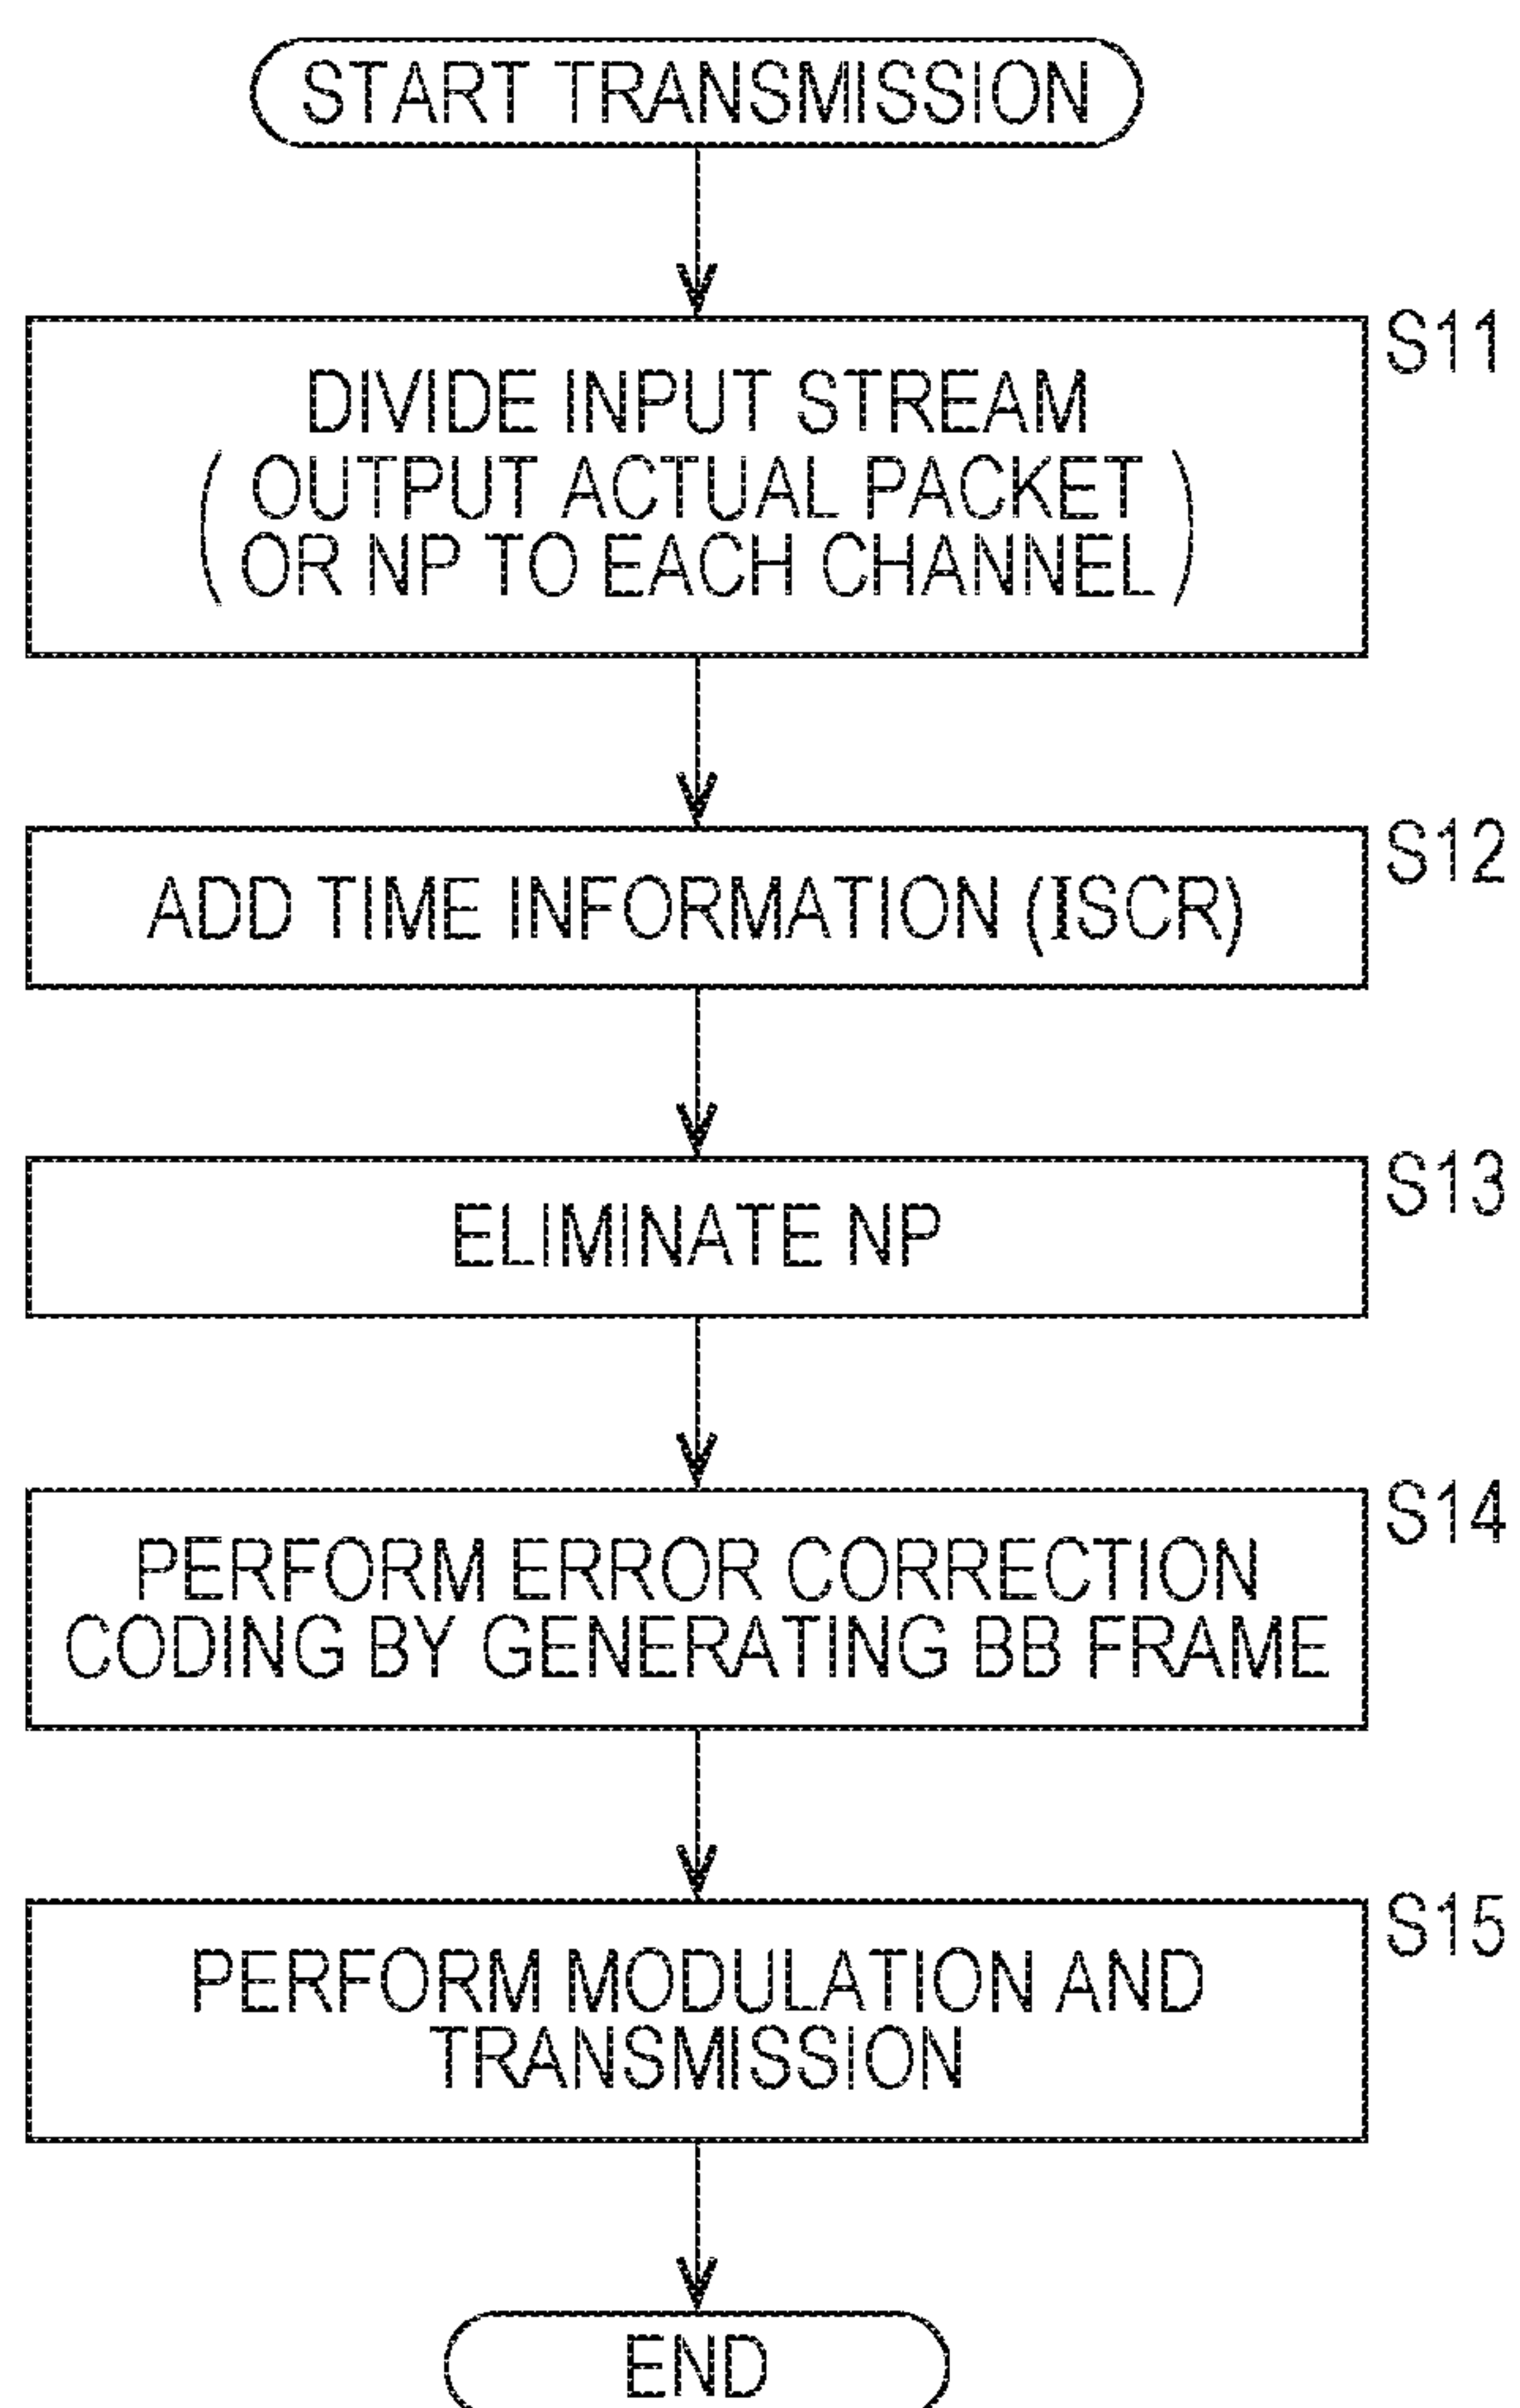 START TRANSMISSION
S11
DIVIDE INPUT STREAM
( OUTPUT ACTUAL PACKET
OR NP TO EACH CHANNEL )
S12
ADD TIME INFORMATION (ISCR)
S13
ELIMINATE NP
S14
PERFORM ERROR CORRECTION
CODING BY GENERATING BB FRAME
S15
PERFORM MODULATION AND
TRANSMISSION
END